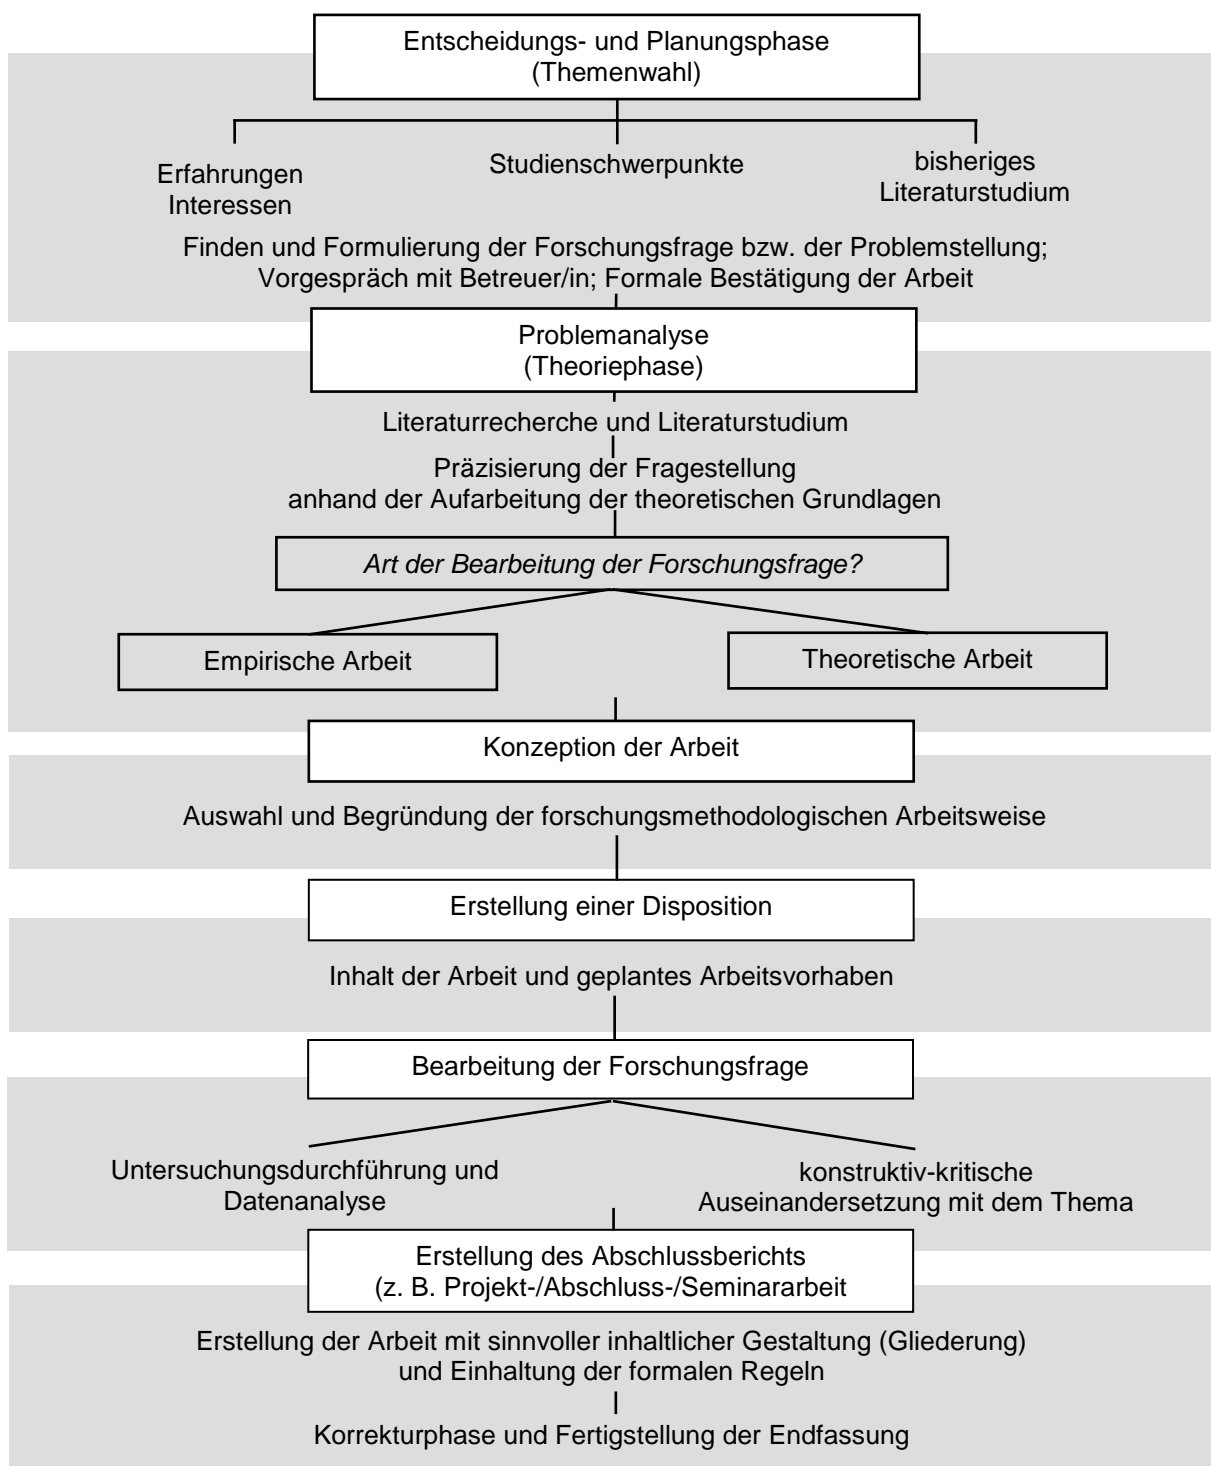 Entscheidungs- und Planungsphase
(Themenwahl)
Erfahrungen
Interessen
Studienschwerpunkte
bisheriges
Literaturstudium
Finden und Formulierung der Forschungsfrage bzw. der Problemstellung;
Vorgespräch mit Betreuer/in; Formale Bestätigung der Arbeit
Problemanalyse
(Theoriephase)
Literaturrecherche und Literaturstudium
Präzisierung der Fragestellung
anhand der Aufarbeitung der theoretischen Grundlagen
Art der Bearbeitung der Forschungsfrage?
Empirische Arbeit
Theoretische Arbeit
Konzeption der Arbeit
Auswahl und Begründung der forschungsmethodologischen Arbeitsweise
Erstellung einer Disposition
Inhalt der Arbeit und geplantes Arbeitsvorhaben
Bearbeitung der Forschungsfrage
Untersuchungsdurchführung und
Datenanalyse
konstruktiv-kritische
Auseinandersetzung mit dem Thema
Erstellung des Abschlussberichts
(z. B. Projekt-/Abschluss-/Seminararbeit
Erstellung der Arbeit mit sinnvoller inhaltlicher Gestaltung (Gliederung)
und Einhaltung der formalen Regeln
Korrekturphase und Fertigstellung der Endfassung